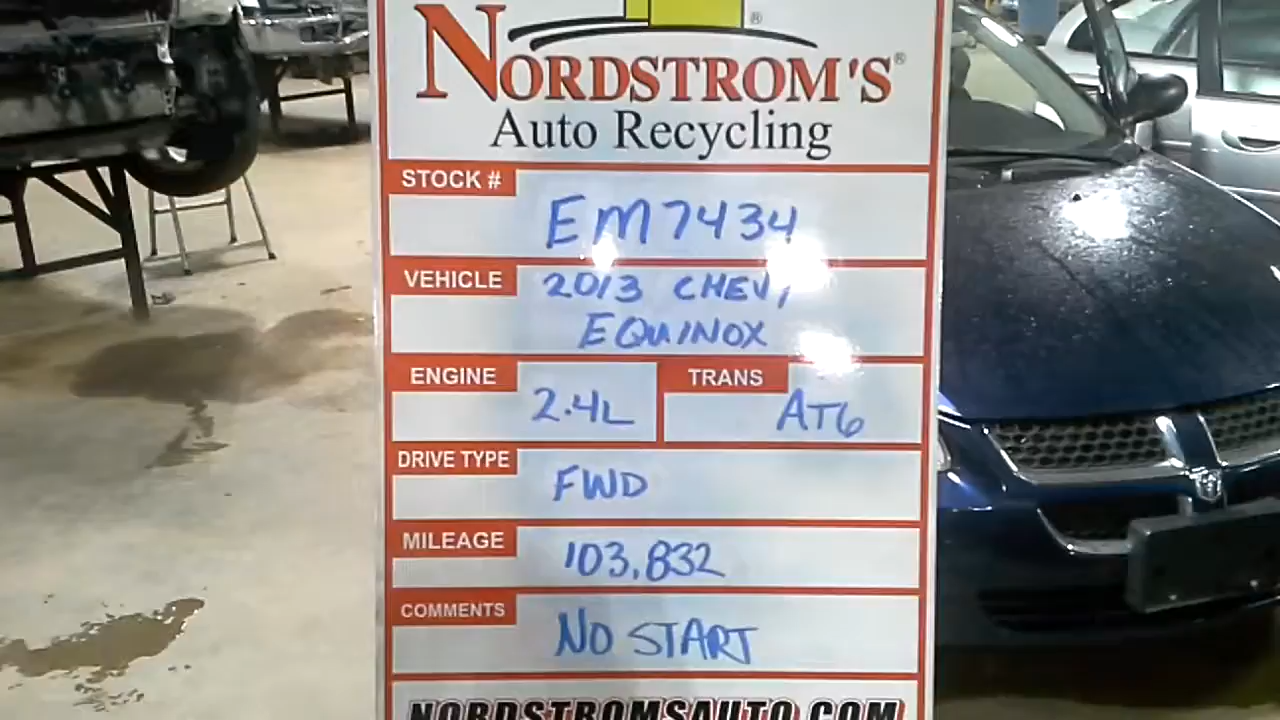 NORDSTROM'S®
Auto Recycling
STOCK # EM7434
VEHICLE 2013 CHEVY
EQUINOX
ENGINE 2.4L TRANS AT6
DRIVE TYPE FWD
MILEAGE 103,832
COMMENTS NO START
NORDSTROMSAUTO.COM